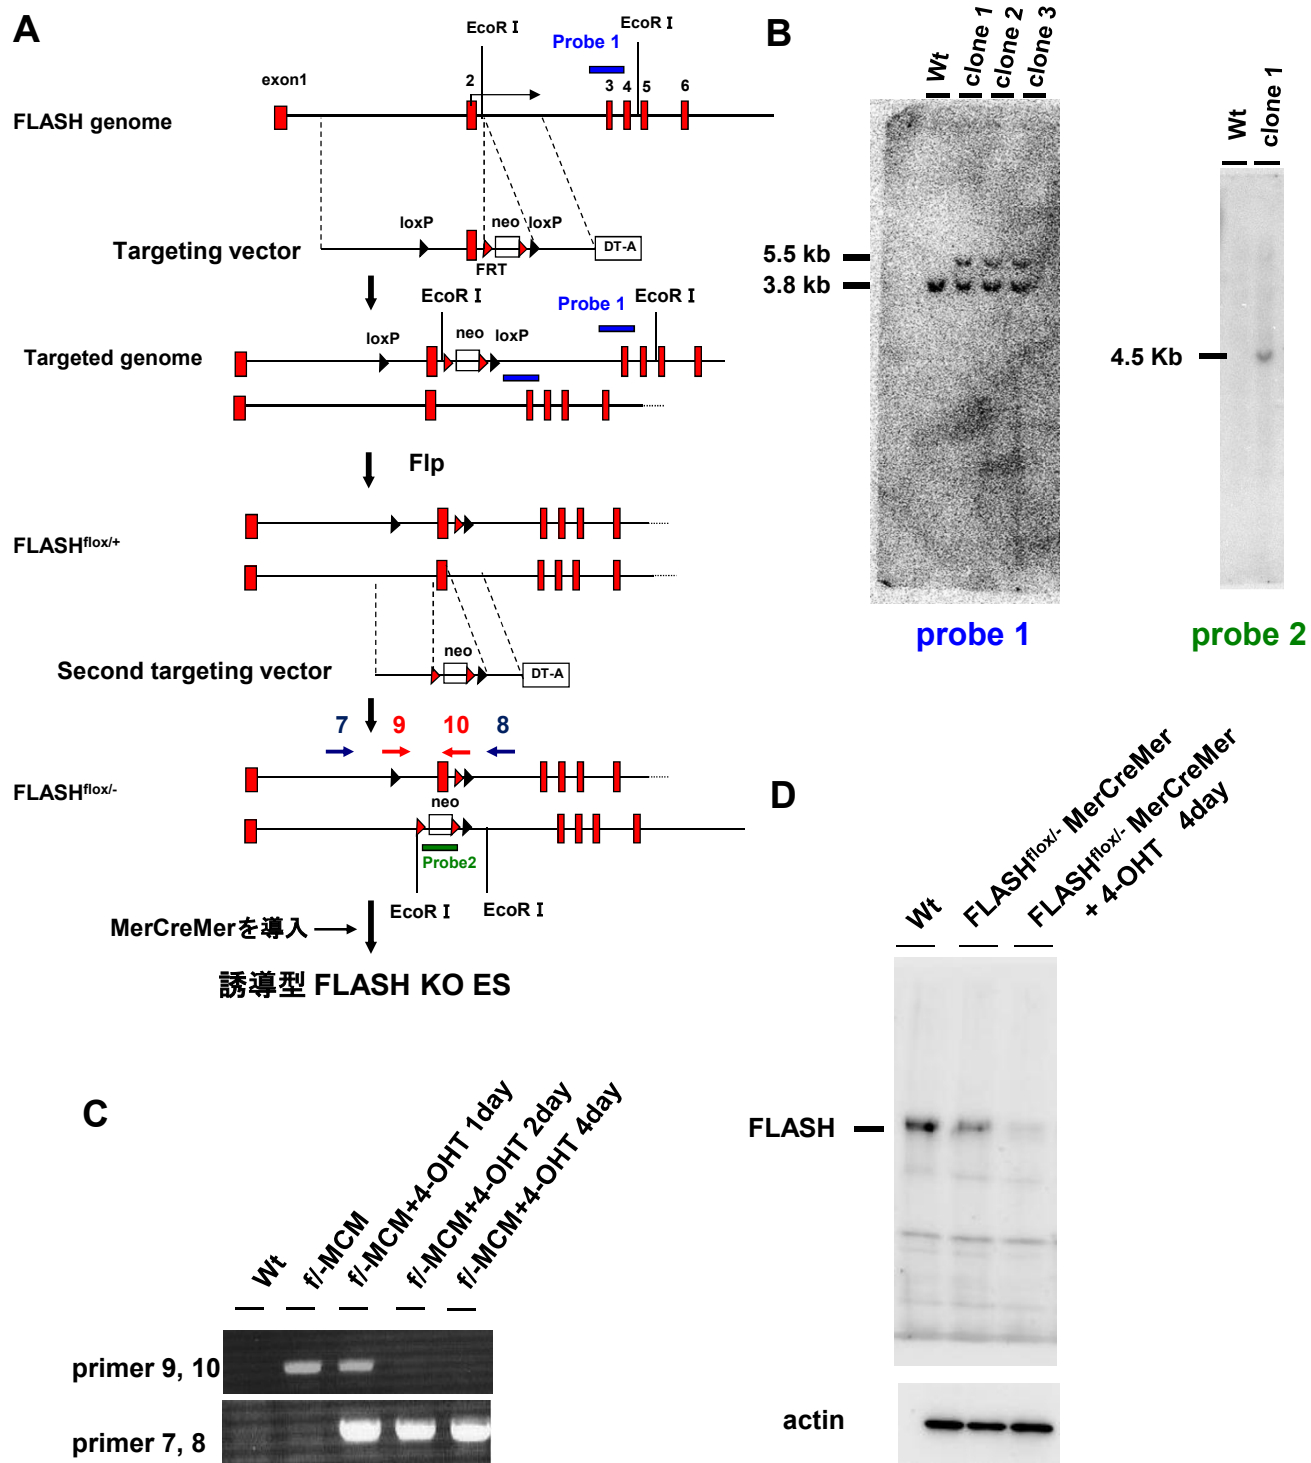 A
EcoR I
Probe 1
EcoR I
exon1
2
3
4
5
6
FLASH genome
loxP
neo
loxP
Targeting vector
DT-A
FRT
EcoR I
Probe 1
EcoR I
loxP
neo
loxP
Targeted genome
Flp
FLASHflox/+
neo
Second targeting vector
DT-A
7
9
10
8
FLASHflox/-
neo
Probe2
EcoR I
EcoR I
MerCreMerを導入
誘導型 FLASH KO ES
B
Wt
clone 1
clone 2
clone 3
5.5 kb
3.8 kb
probe 1
Wt
clone 1
4.5 Kb
probe 2
C
Wt
f/-MCM
f/-MCM+4-OHT 1day
f/-MCM+4-OHT 2day
f/-MCM+4-OHT 4day
primer 9, 10
primer 7, 8
D
Wt
FLASHflox/- MerCreMer
FLASHflox/- MerCreMer
+ 4-OHT 4day
FLASH
actin